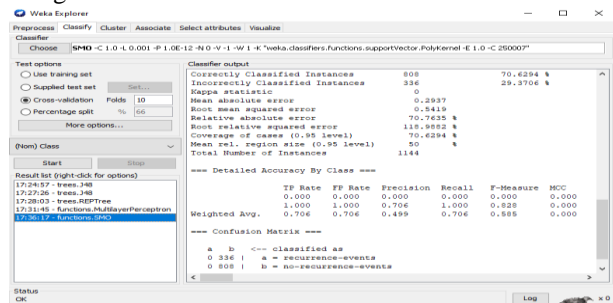 Weka Explorer
Preprocess Classify Cluster Associate Select attributes Visualize
Classifier
Choose SMO -C 1.0 -L 0.001 -P 1.0E-12 -N 0 -V -1 -W 1 -K "weka.classifiers.functions.supportVector.PolyKernel -E 1.0 -C 250007"
Test options
Use training set
Supplied test set Set...
Cross-validation Folds 10
Percentage split % 66
More options...
(Nom) Class
Start Stop
Result list (right-click for options)
17:24:57 - trees.J48
17:27:26 - trees.J48
17:28:03 - trees.REPTree
17:31:45 - functions.MultilayerPerceptron
17:36:17 - functions.SMO
Classifier output
Correctly Classified Instances 808 70.6294 %
Incorrectly Classified Instances 336 29.3706 %
Kappa statistic 0
Mean absolute error 0.2937
Root mean squared error 0.5419
Relative absolute error 70.7635 %
Root relative squared error 118.9882 %
Coverage of cases (0.95 level) 70.6294 %
Mean rel. region size (0.95 level) 50 %
Total Number of Instances 1144
=== Detailed Accuracy By Class ===
TP Rate FP Rate Precision Recall F-Measure MCC
0.000 0.000 0.000 0.000 0.000 0.000
1.000 1.000 0.706 1.000 0.828 0.000
Weighted Avg. 0.706 0.706 0.499 0.706 0.585 0.000
=== Confusion Matrix ===
a b <-- classified as
0 336 | a = recurrence-events
0 808 | b = no-recurrence-events
Status
OK
Log x 0